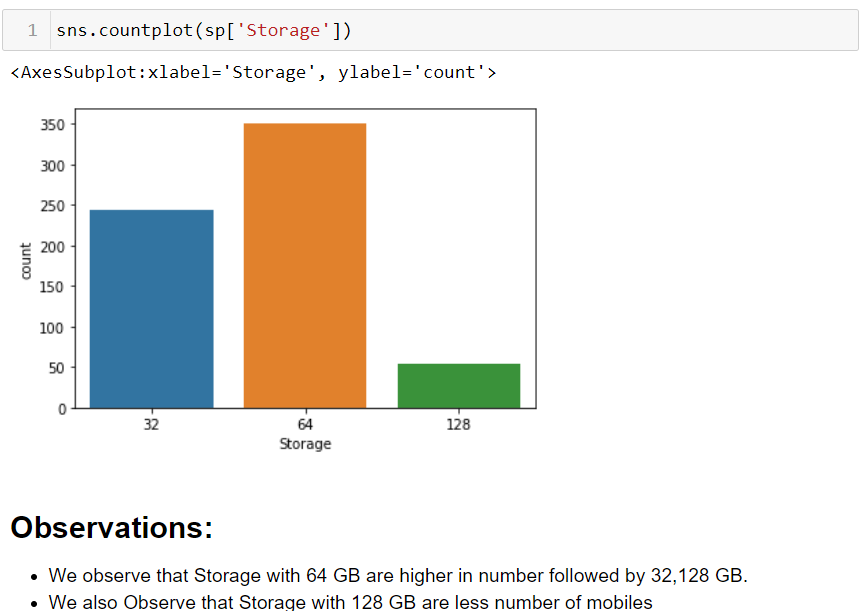 1 sns.countplot(sp['Storage'])
<AxesSubplot:xlabel='Storage', ylabel='count'>
350
300
250
200
150
100
50
0
count
32 64 128
Storage
Observations:
• We observe that Storage with 64 GB are higher in number followed by 32,128 GB.
• We also Observe that Storage with 128 GB are less number of mobiles